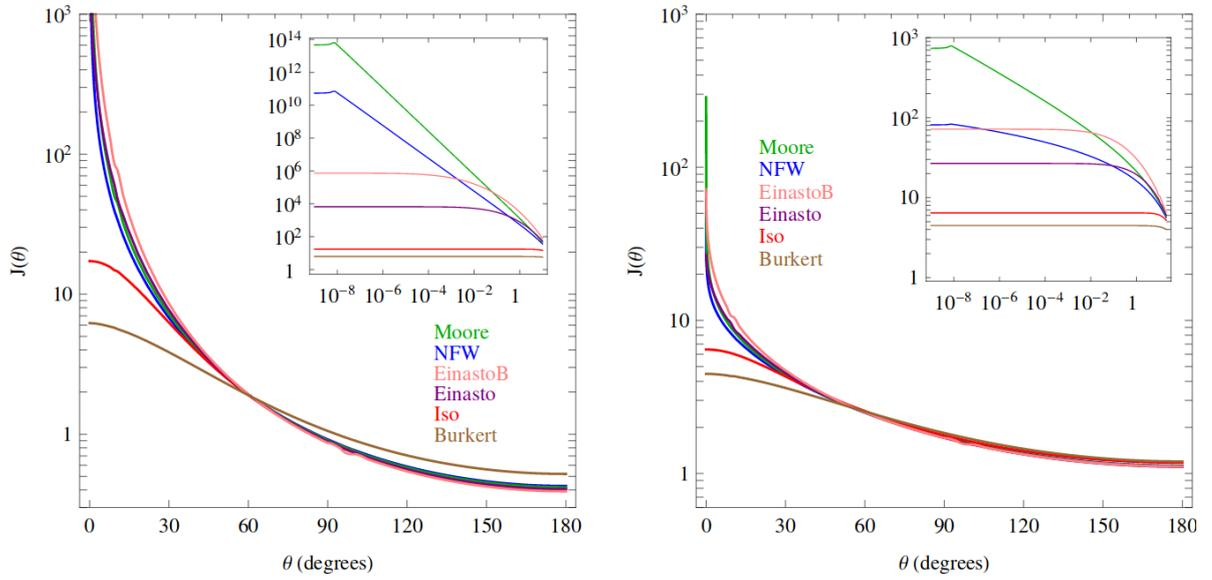 10³
10²
10
1
J(θ)
0 30 60 90 120 150 180
θ (degrees)
10¹⁴
10¹²
10¹⁰
10⁸
10⁶
10⁴
10²
1
10⁻⁸ 10⁻⁶ 10⁻⁴ 10⁻² 1
Moore
NFW
EinastoB
Einasto
Iso
Burkert
10³
10²
10
1
J(θ)
0 30 60 90 120 150 180
θ (degrees)
Moore
NFW
EinastoB
Einasto
Iso
Burkert
10³
10²
10
1
10⁻⁸ 10⁻⁶ 10⁻⁴ 10⁻² 1